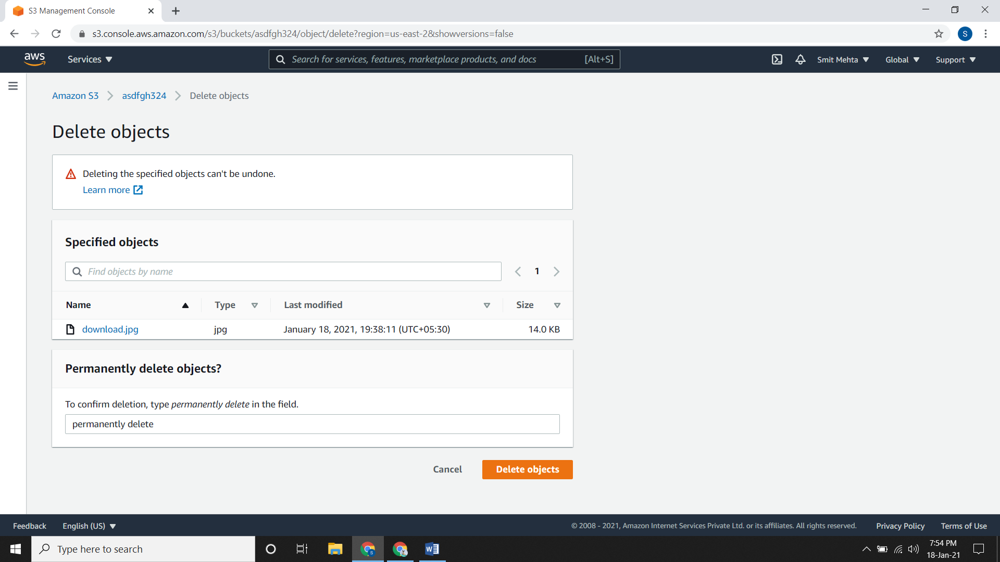 S3 Management Console
s3.console.aws.amazon.com/s3/buckets/asdfgh324/object/delete?region=us-east-2&showversions=false
S
aws
Services
Search for services, features, marketplace products, and docs
[Alt+S]
Smit Mehta
Global
Support
Amazon S3
asdfgh324
Delete objects
Delete objects
Deleting the specified objects can't be undone.
Learn more
Specified objects
Find objects by name
1
Name
Type
Last modified
Size
download.jpg
jpg
January 18, 2021, 19:38:11 (UTC+05:30)
14.0 KB
Permanently delete objects?
To confirm deletion, type permanently delete in the field.
permanently delete
Cancel
Delete objects
Feedback
English (US)
© 2008 - 2021, Amazon Internet Services Private Ltd. or its affiliates. All rights reserved.
Privacy Policy
Terms of Use
Type here to search
7:54 PM
18-Jan-21